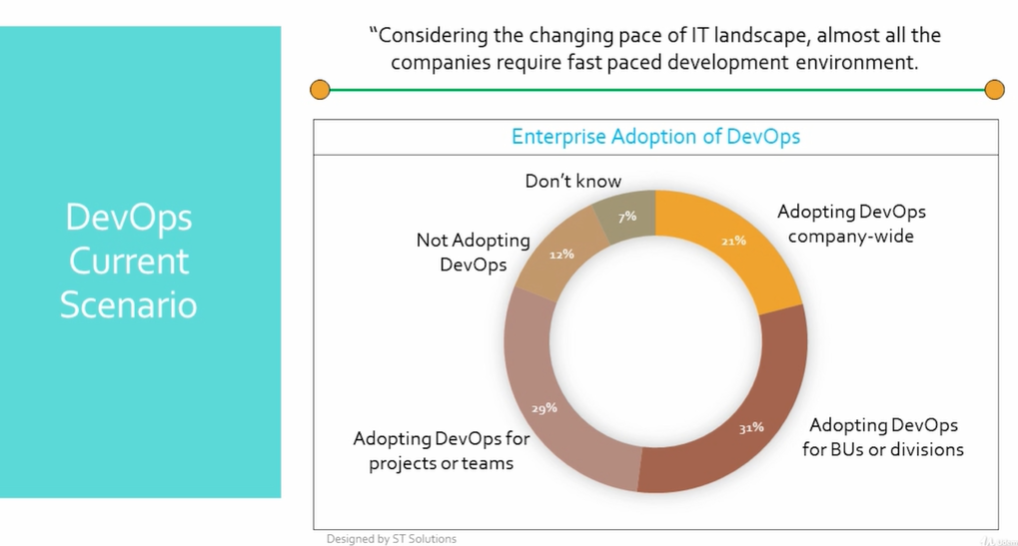 “Considering the changing pace of IT landscape, almost all the
companies require fast paced development environment.
DevOps
Current
Scenario
Enterprise Adoption of DevOps
Don’t know
7%
Adopting DevOps
company-wide
21%
Not Adopting
DevOps
12%
29%
Adopting DevOps for
projects or teams
31%
Adopting DevOps
for BUs or divisions
Designed by ST Solutions